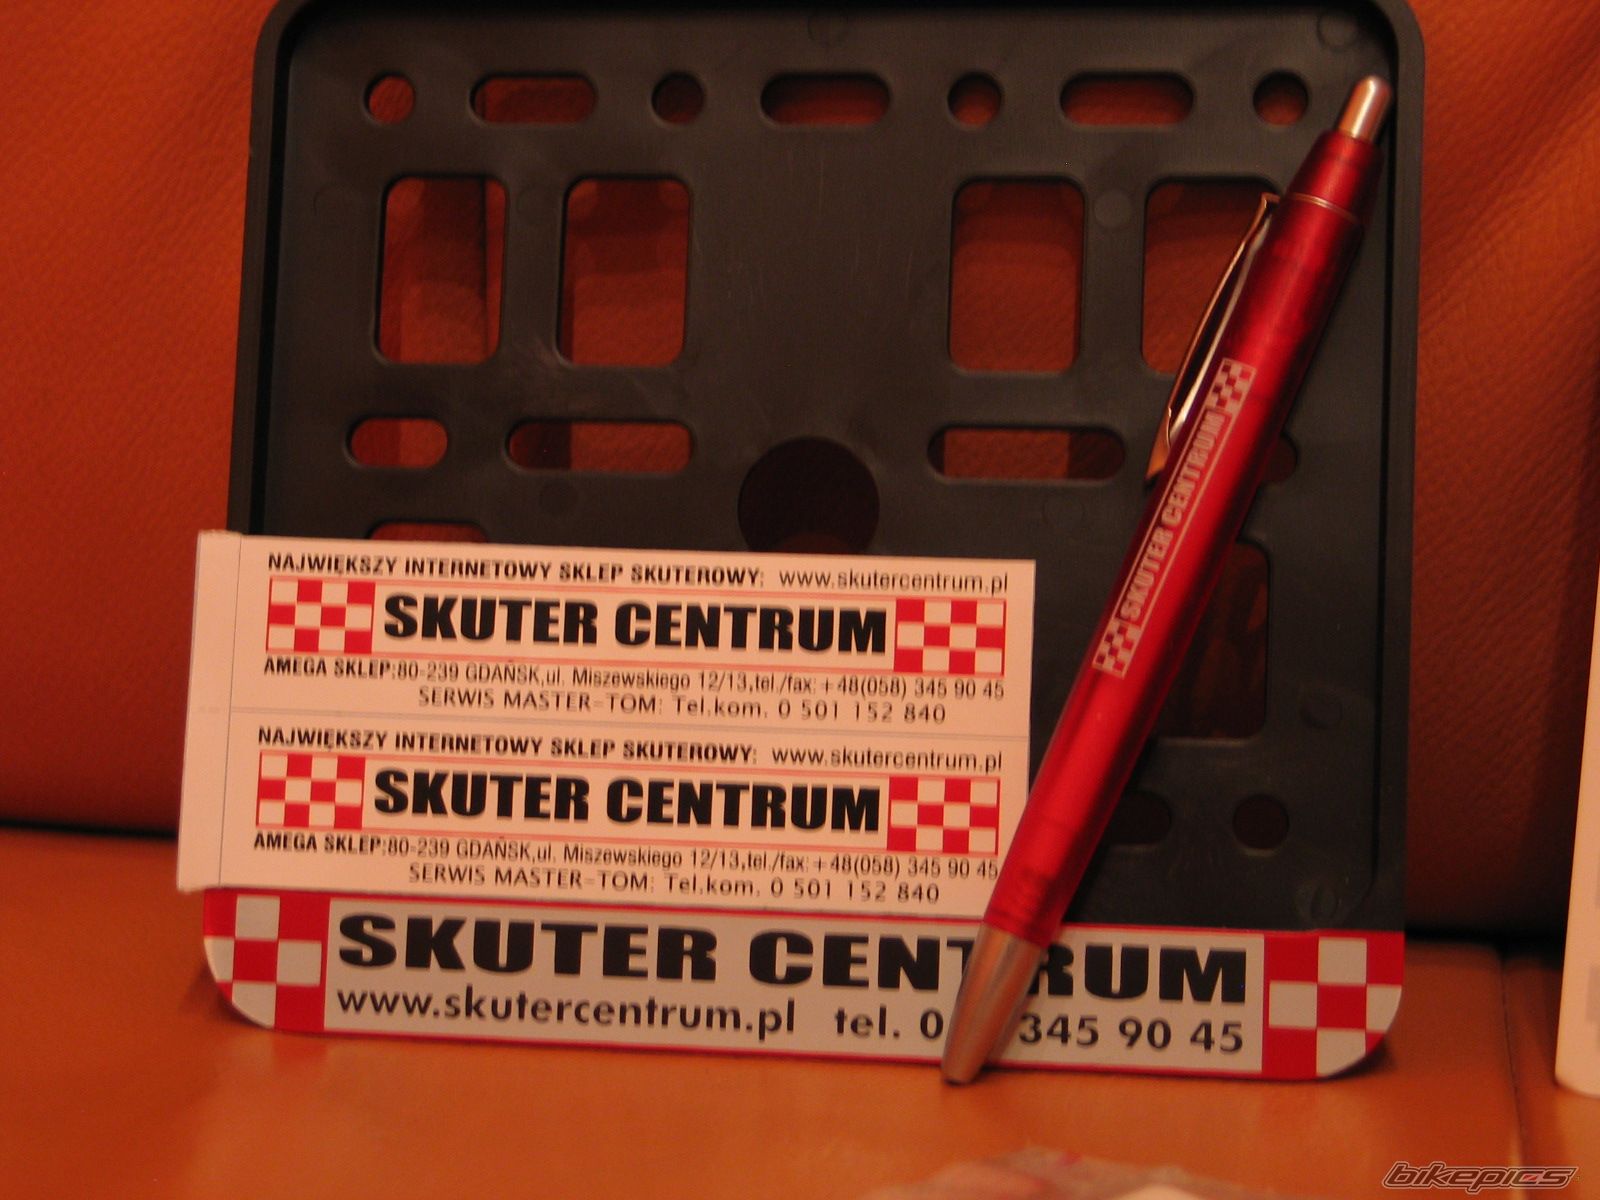 NAJWIĘKSZY INTERNETOWY SKLEP SKUTEROWY: www.skutercentrum.pl
SKUTER CENTRUM
AMEGA SKLEP:80-239 GDAŃSK,ul. Miszewskiego 12/13,tel./fax:+48(058) 345 90 45
SERWIS MASTER-TOM: Tel.kom. 0 501 152 840
NAJWIĘKSZY INTERNETOWY SKLEP SKUTEROWY: www.skutercentrum.pl
SKUTER CENTRUM
AMEGA SKLEP:80-239 GDAŃSK,ul. Miszewskiego 12/13,tel./fax:+48(058) 345 90 45
SERWIS MASTER-TOM: Tel.kom. 0 501 152 840
SKUTER CENTRUM
www.skutercentrum.pl tel. 0 345 90 45
SKUTER CENTRUM
bikepics